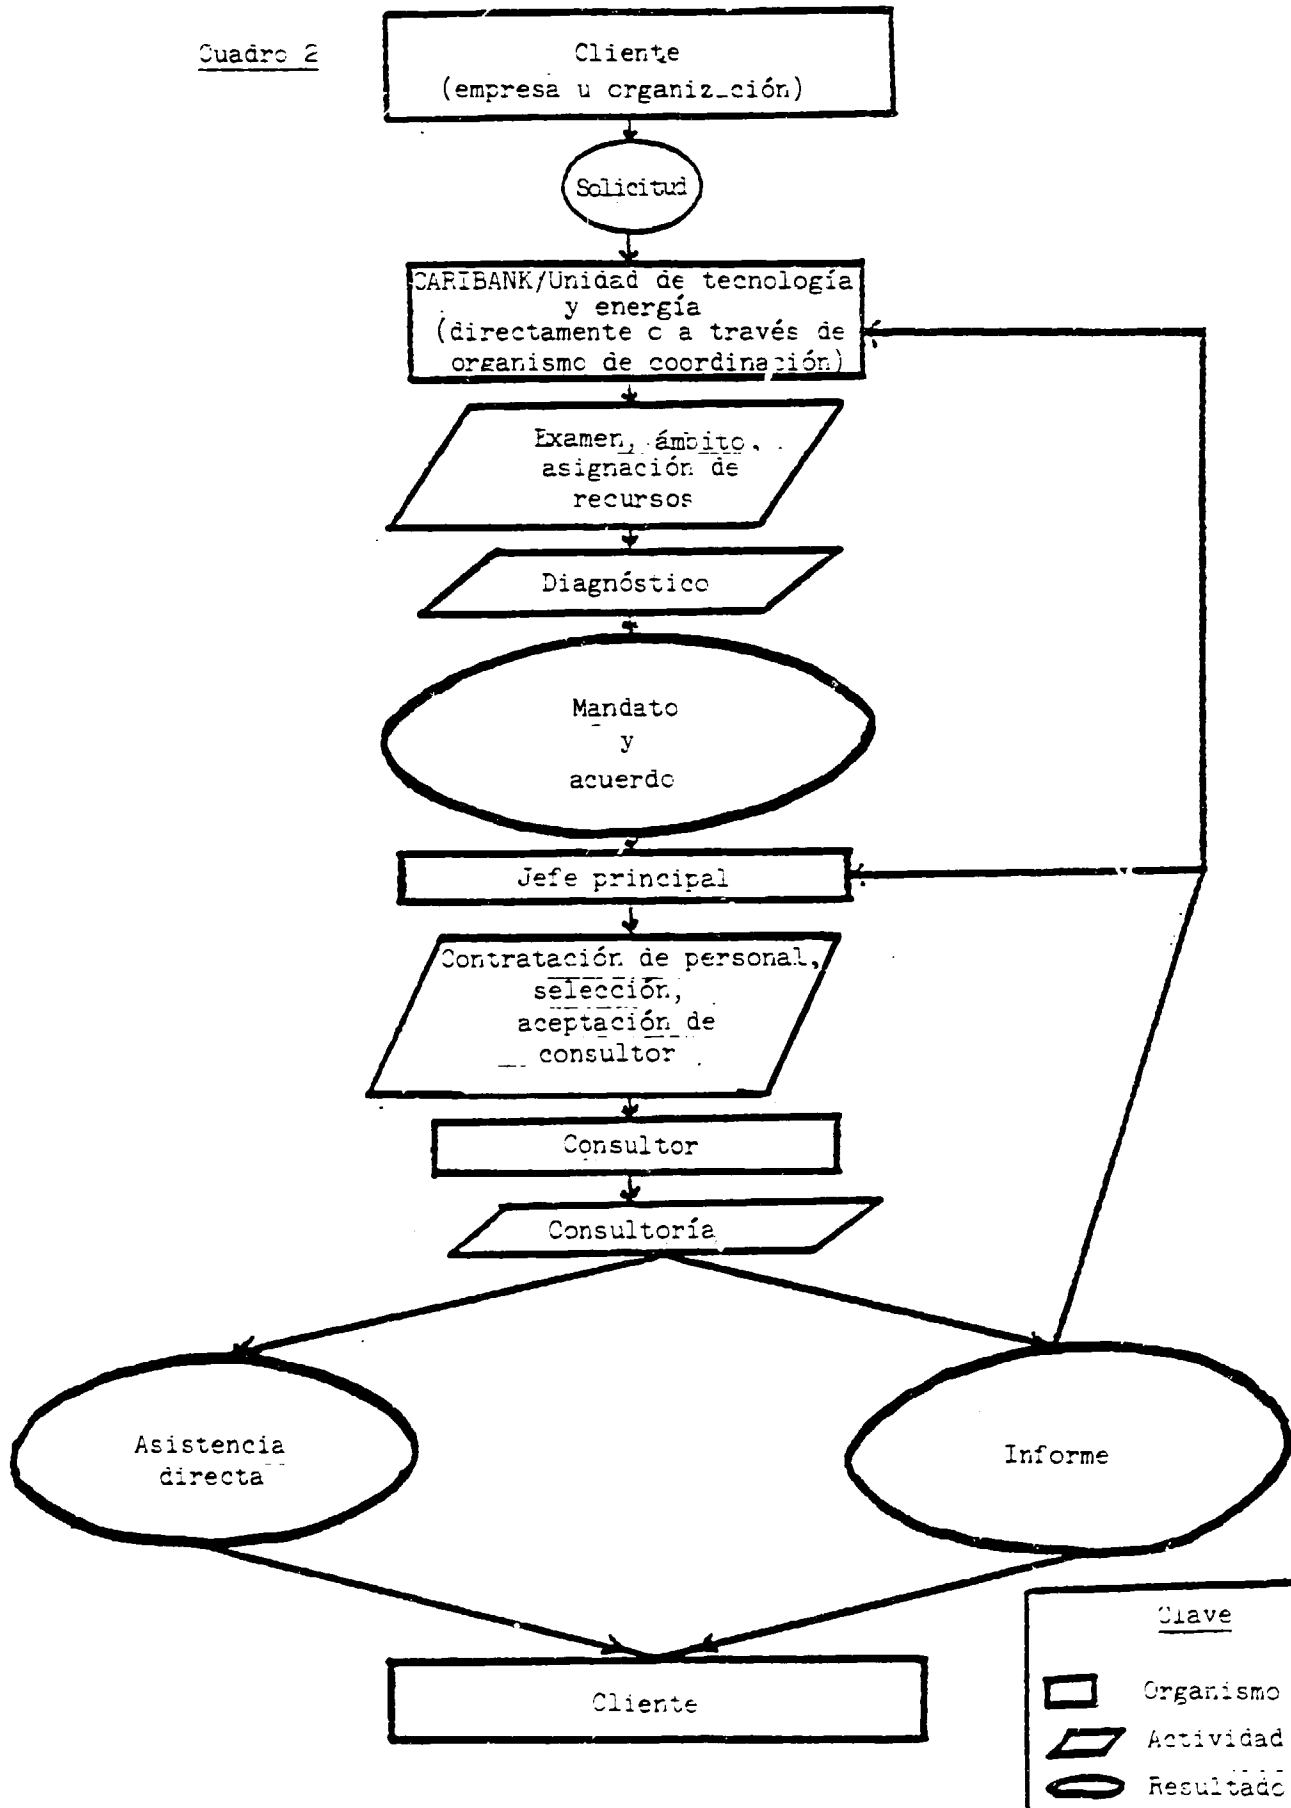 Cuadro 2
Cliente
(empresa u organización)
Solicitud
CARIBANK/Unidad de tecnología
y energía
(directamente o a través de
organismo de coordinación)
Examen, ámbito,
asignación de
recursos
Diagnóstico
Mandato
y
acuerdo
Jefe principal
Contratación de personal,
selección,
aceptación de
consultor
Consultor
Consultoría
Asistencia
directa
Informe
Cliente
Clave
Organismo
Actividad
Resultado